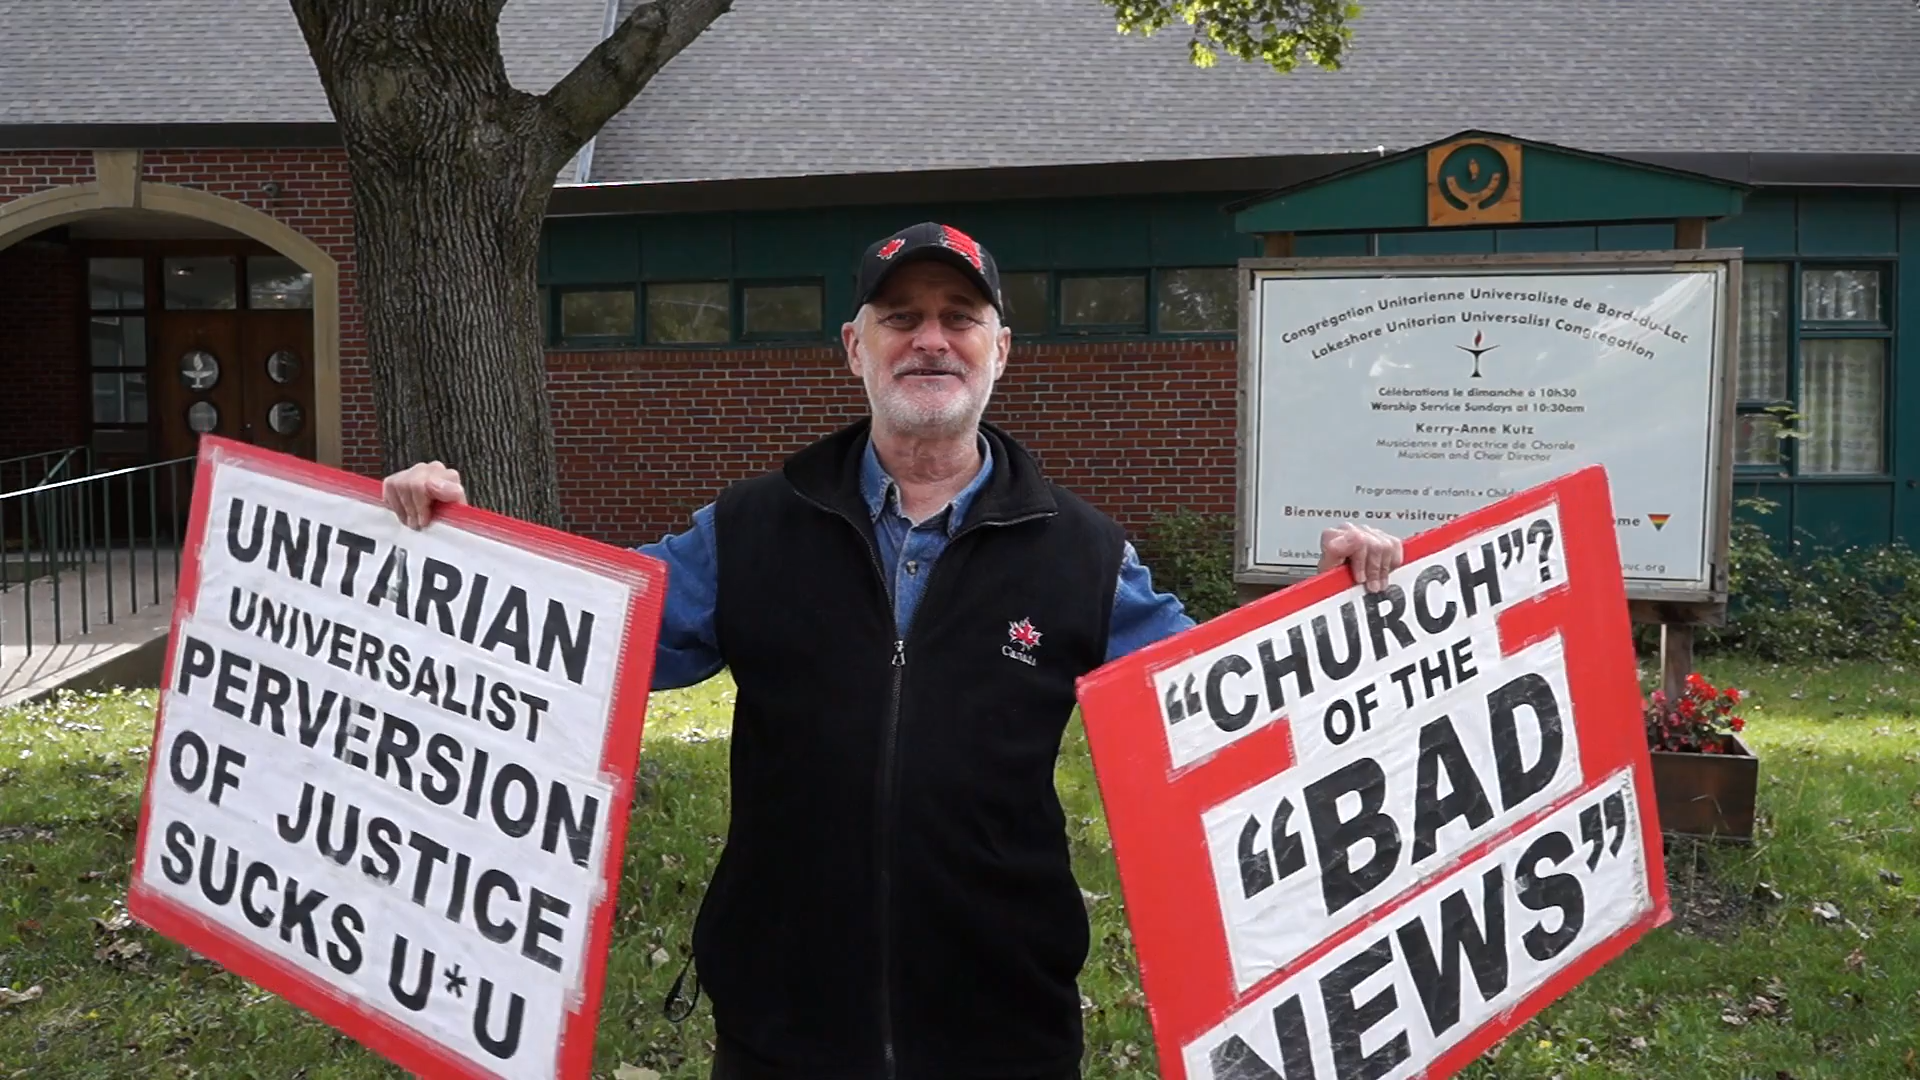 Congrégation Unitarienne Universaliste de Bord-du-Lac
Lakeshore Unitarian Universalist Congregation
Célébrations le dimanche à 10h30
Worship Service Sundays at 10:30am
Kerry-Anne Kutz
Musicienne et Directrice de Chorale
Musician and Choir Director
Programme d'enfants •
Bienvenue aux visiteurs
uuc.org
Canada
UNITARIAN
UNIVERSALIST
PERVERSION
OF JUSTICE
SUCKS U*U
"CHURCH"?
OF THE
"BAD
NEWS"